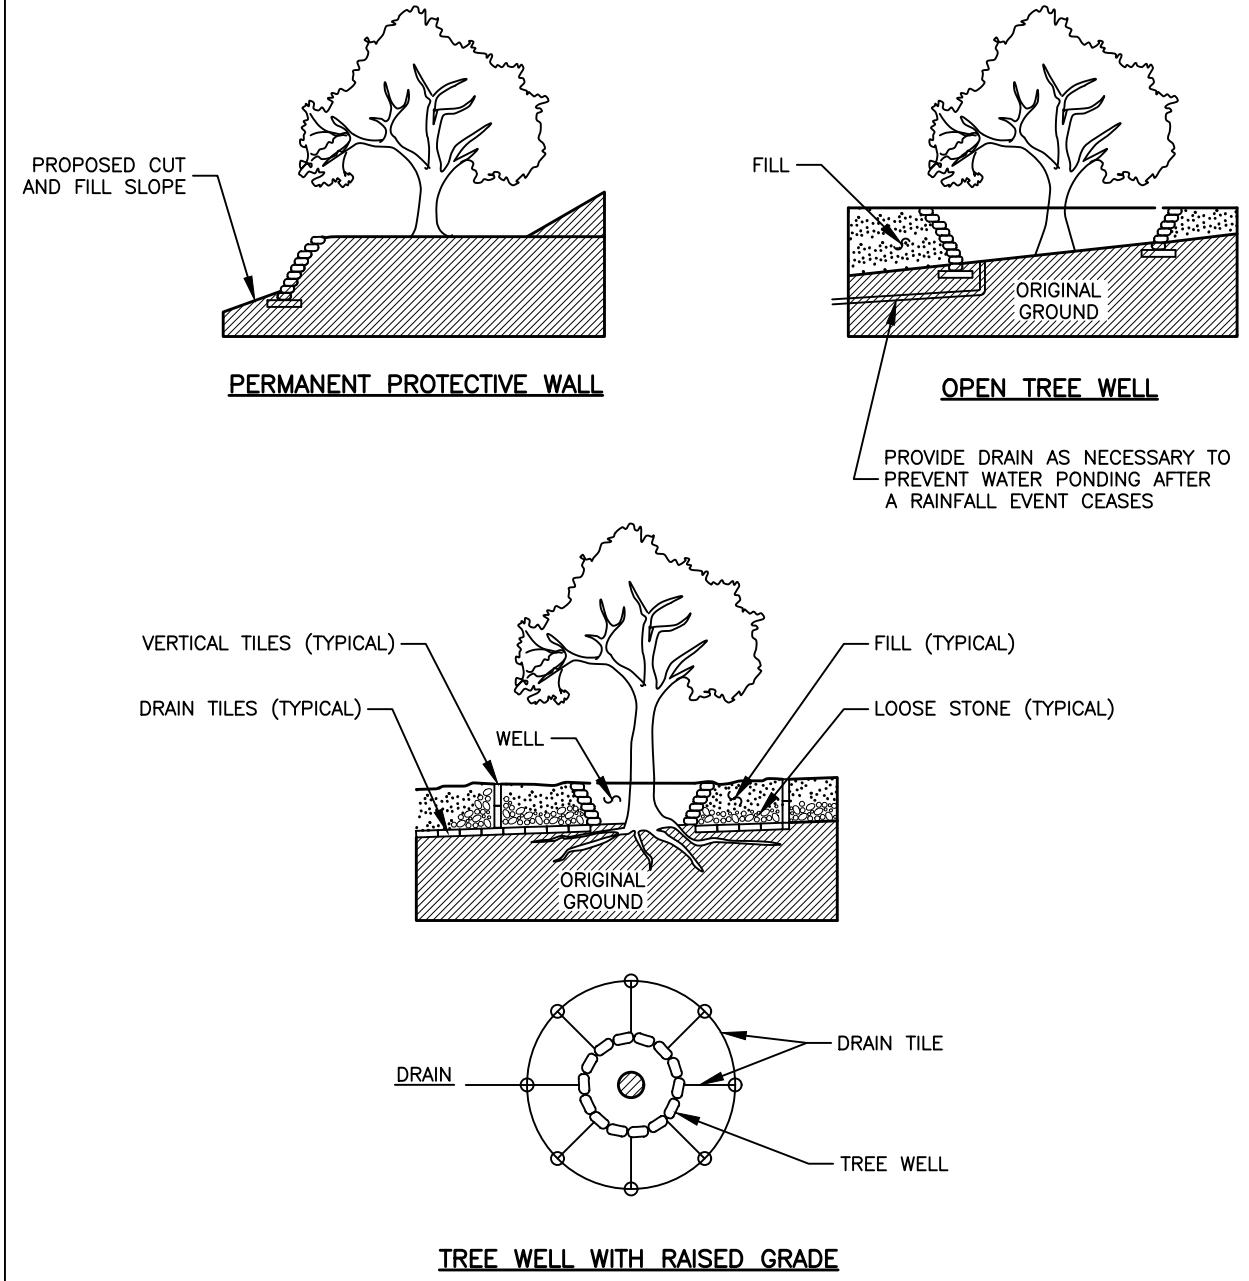 PROPOSED CUT
AND FILL SLOPE
PERMANENT PROTECTIVE WALL
FILL
ORIGINAL
GROUND
OPEN TREE WELL
PROVIDE DRAIN AS NECESSARY TO
PREVENT WATER PONDING AFTER
A RAINFALL EVENT CEASES
VERTICAL TILES (TYPICAL)
DRAIN TILES (TYPICAL)
WELL
FILL (TYPICAL)
LOOSE STONE (TYPICAL)
ORIGINAL
GROUND
DRAIN
DRAIN TILE
TREE WELL
TREE WELL WITH RAISED GRADE